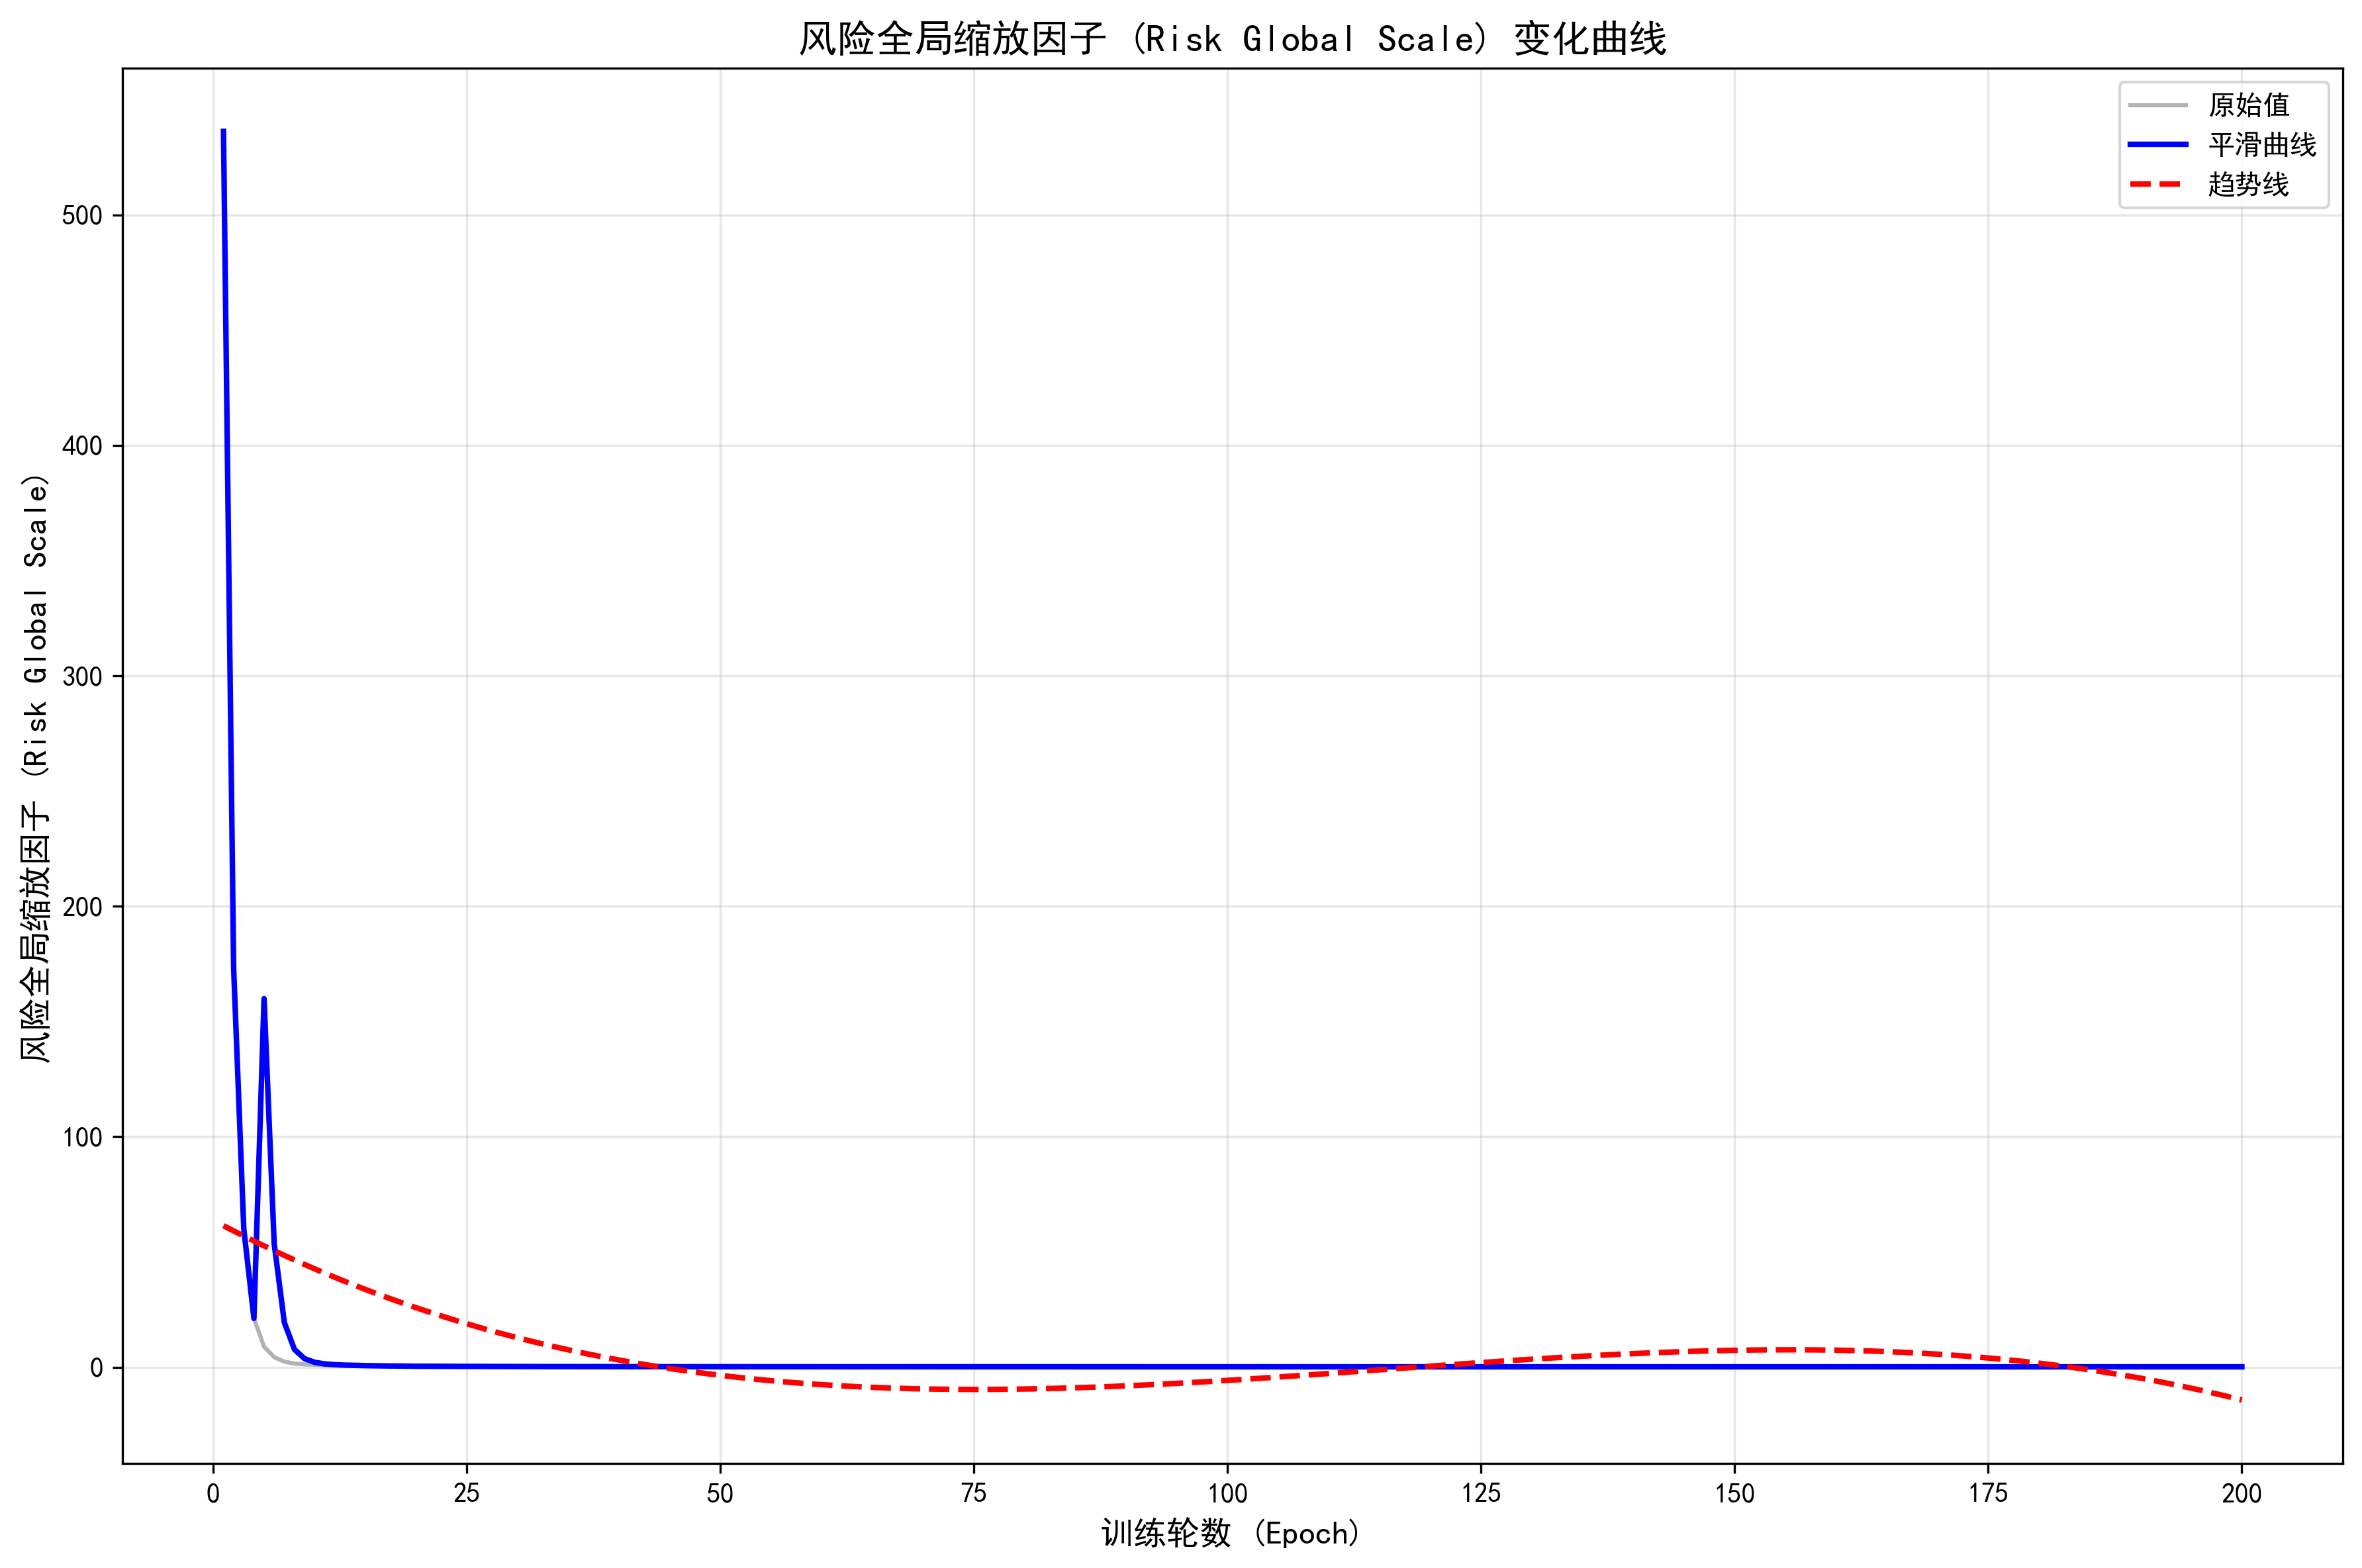 风险全局缩放因子 (Risk Global Scale) 变化曲线
原始值
平滑曲线
趋势线
风险全局缩放因子 (Risk Global Scale)
500
400
300
200
100
0
0 25 50 75 100 125 150 175 200
训练轮数 (Epoch)